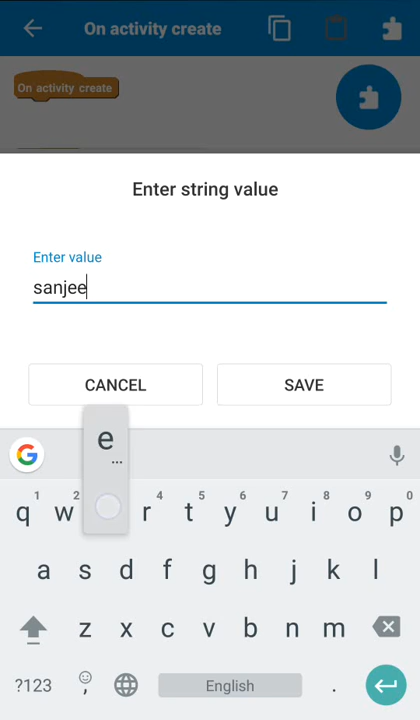 On activity create
On activity create
Enter string value
Enter value
sanjee
CANCEL SAVE
e
...
G
1 2 4 5 6 7 8 9 0
q w r t y u i o p
a s d f g h j k l
z x c v b n m
?123 , English .